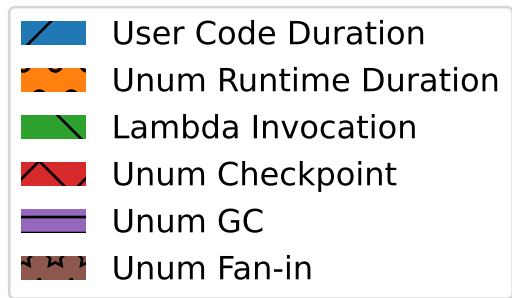 User Code Duration
Unum Runtime Duration
Lambda Invocation
Unum Checkpoint
Unum GC
Unum Fan-in